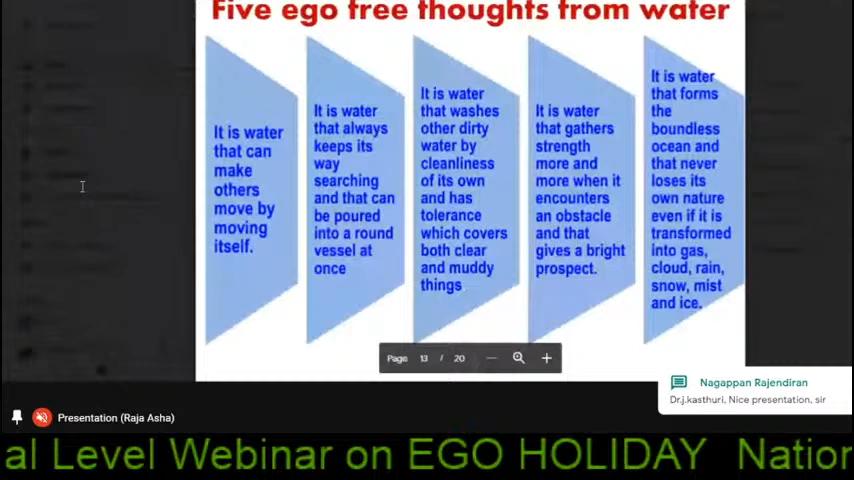 Five ego free thoughts from water
It is water
that can
make
others
move by
moving
itself.
It is water
that always
keeps its
way
searching
and that can
be poured
into a round
vessel at
once
It is water
that washes
other dirty
water by
cleanliness
of its own
and has
tolerance
which covers
both clear
and muddy
things
It is water
that gathers
strength
more and
more when it
encounters
an obstacle
and that
gives a bright
prospect.
It is water
that forms
the
boundless
ocean and
that never
loses its
own nature
even if it is
transformed
into gas,
cloud, rain,
snow, mist
and ice.
Page 13 / 20
Nagappan Rajendiran
Dr.j.kasthuri, Nice presentation, sir
Presentation (Raja Asha)
al Level Webinar on EGO HOLIDAY Nation